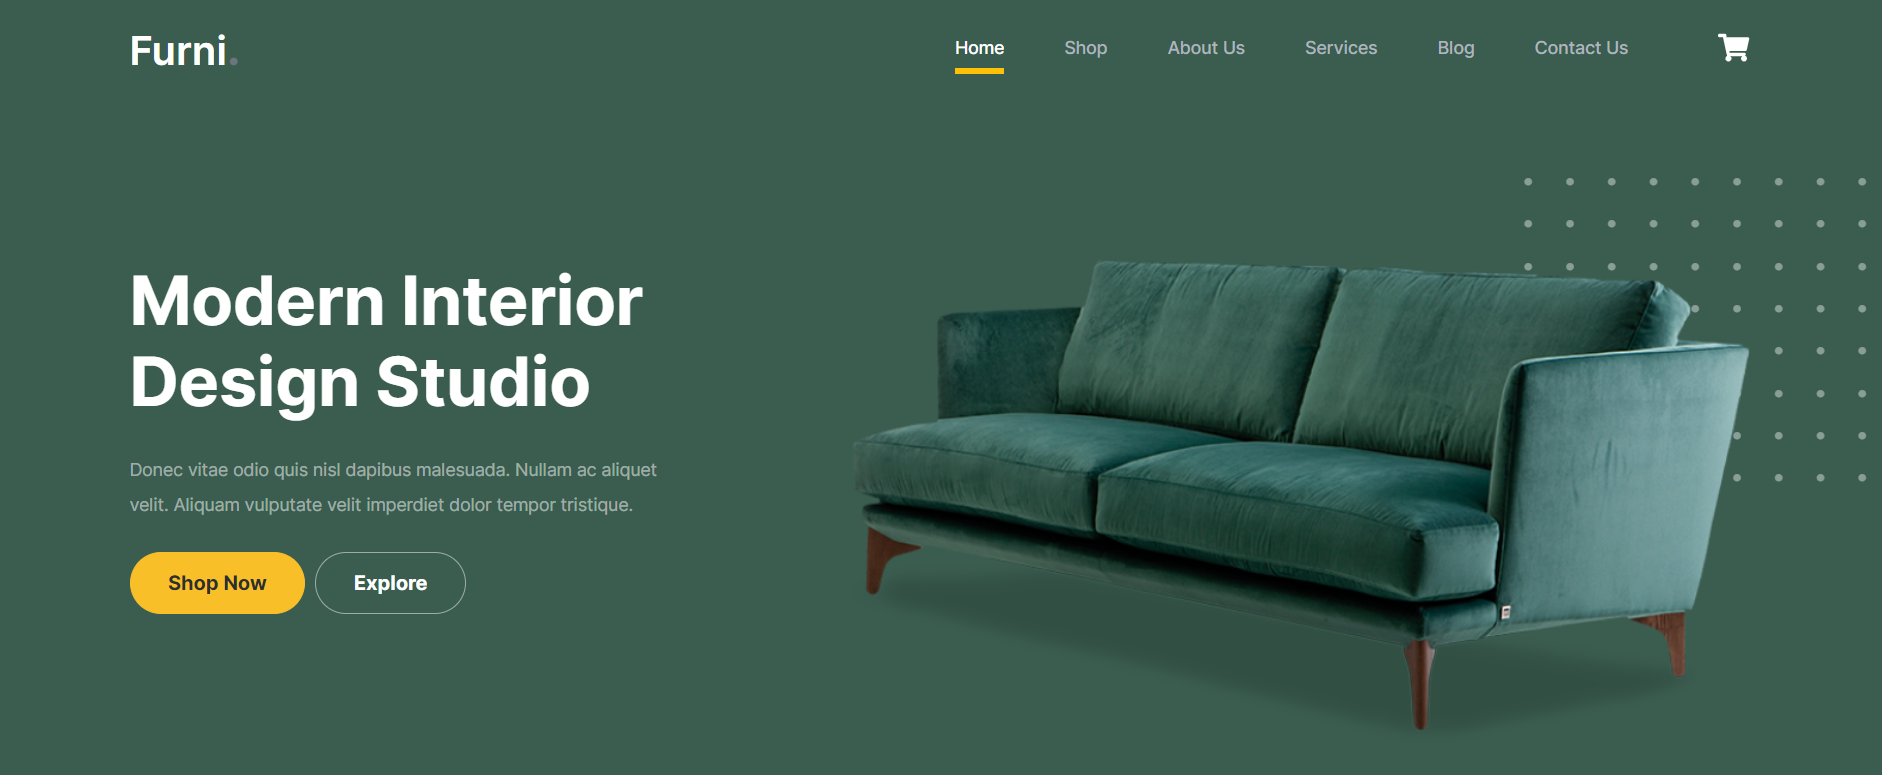 Furni.
Home
Shop
About Us
Services
Blog
Contact Us
Modern Interior
Design Studio
Donec vitae odio quis nisl dapibus malesuada. Nullam ac aliquet
velit. Aliquam vulputate velit imperdiet dolor tempor tristique.
Shop Now
Explore